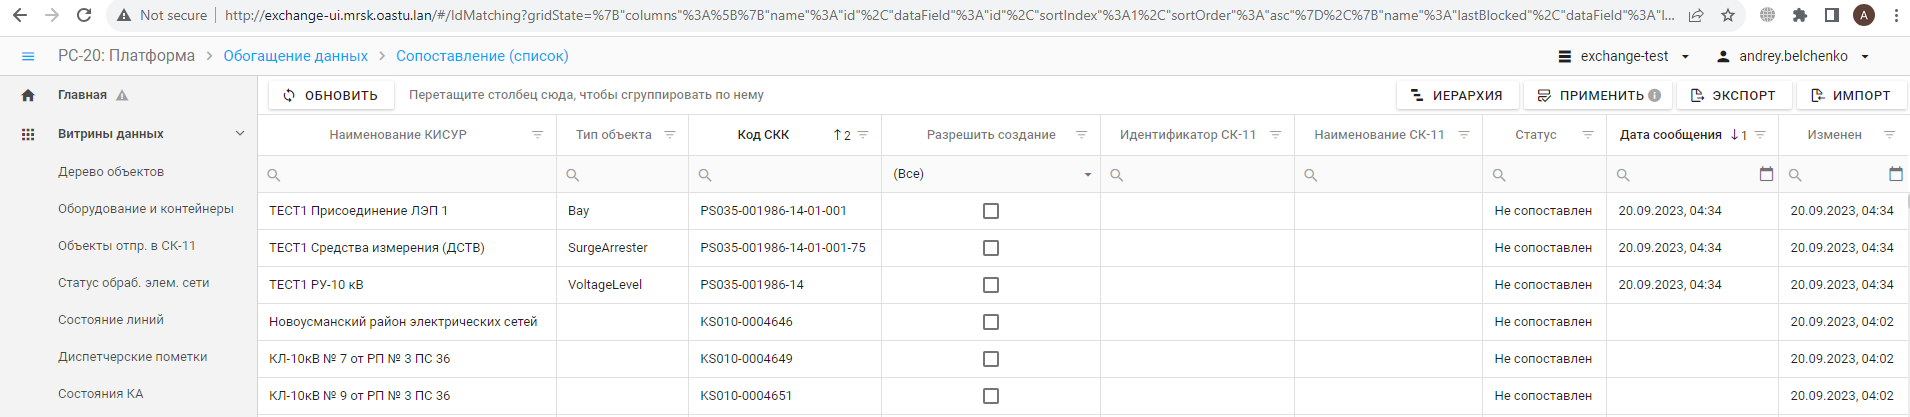 Not secure | http://exchange-ui.mrsk.oastu.lan/#/IdMatching?gridState=%7B"columns"%3A%5B%7B"name"%3A"id"%2C"dataField"%3A"id"%2C"sortIndex"%3A1%2C"sortOrder"%3A"asc"%7D%2C%7B"name"%3A"lastBlocked"%2C"dataField"%3A"l... A
РС-20: Платформа > Обогащение данных > Сопоставление (список) exchange-test andrey.belchenko
Главная ОБНОВИТЬ Перетащите столбец сюда, чтобы сгруппировать по нему ИЕРАРХИЯ ПРИМЕНИТЬ ЭКСПОРТ ИМПОРТ
Витрины данных Наименование КИСУР Тип объекта Код СКК 2 Разрешить создание Идентификатор СК-11 Наименование СК-11 Статус Дата сообщения 1 Изменен
Дерево объектов (Все)
Оборудование и контейнеры ТЕСТ1 Присоединение ЛЭП 1 Bay PS035-001986-14-01-001 Не сопоставлен 20.09.2023, 04:34 20.09.2023, 04:34
Объекты отпр. в СК-11 ТЕСТ1 Средства измерения (ДСТВ) SurgeArrester PS035-001986-14-01-001-75 Не сопоставлен 20.09.2023, 04:34 20.09.2023, 04:34
Статус обраб. элем. сети ТЕСТ1 РУ-10 кВ VoltageLevel PS035-001986-14 Не сопоставлен 20.09.2023, 04:34 20.09.2023, 04:34
Состояние линий Новоусманский район электрических сетей KS010-0004646 Не сопоставлен 20.09.2023, 04:02
Диспетчерские пометки КЛ-10кВ № 7 от РП № 3 ПС 36 KS010-0004649 Не сопоставлен 20.09.2023, 04:02
Состояния КА КЛ-10кВ № 9 от РП № 3 ПС 36 KS010-0004651 Не сопоставлен 20.09.2023, 04:02